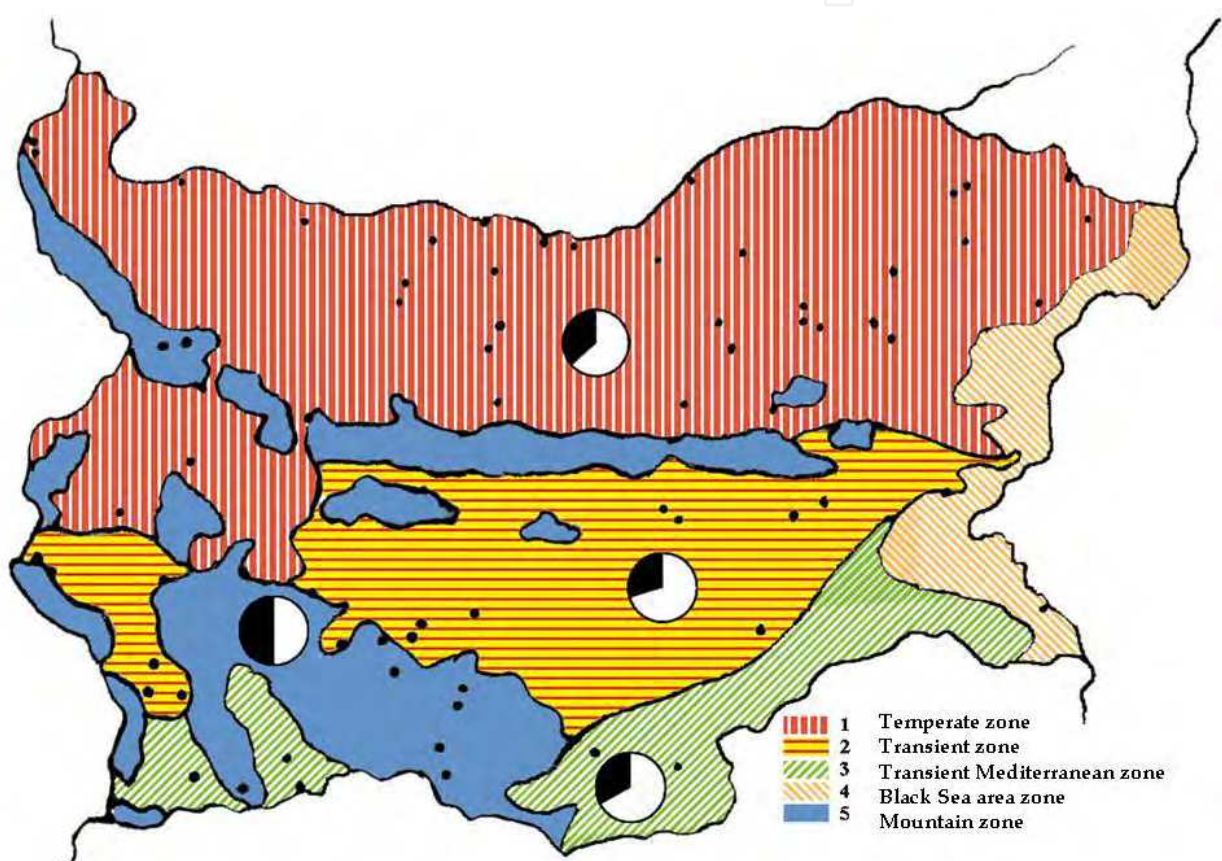 1 Temperate zone
2 Transient zone
3 Transient Mediterranean zone
4 Black Sea area zone
5 Mountain zone